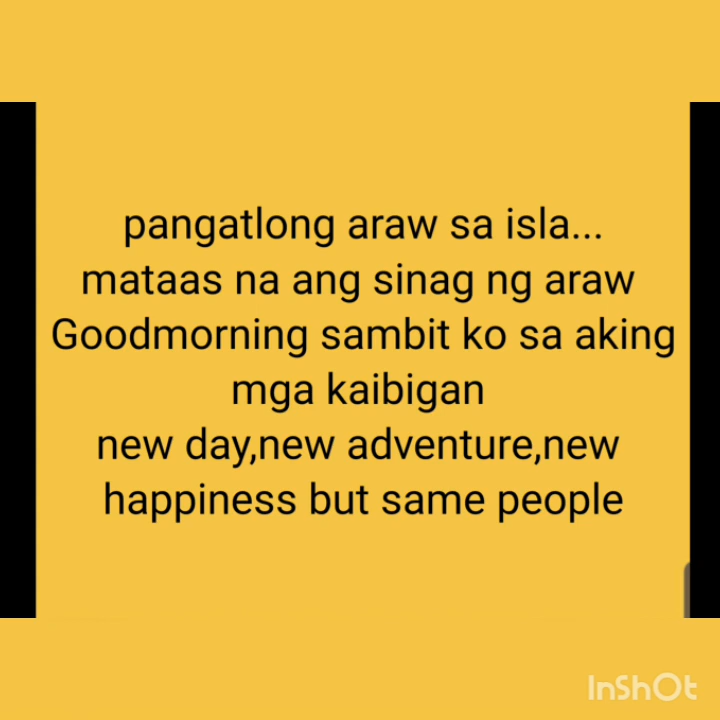 pangatlong araw sa isla...
mataas na ang sinag ng araw
Goodmorning sambit ko sa aking
mga kaibigan
new day,new adventure,new
happiness but same people
InShOt